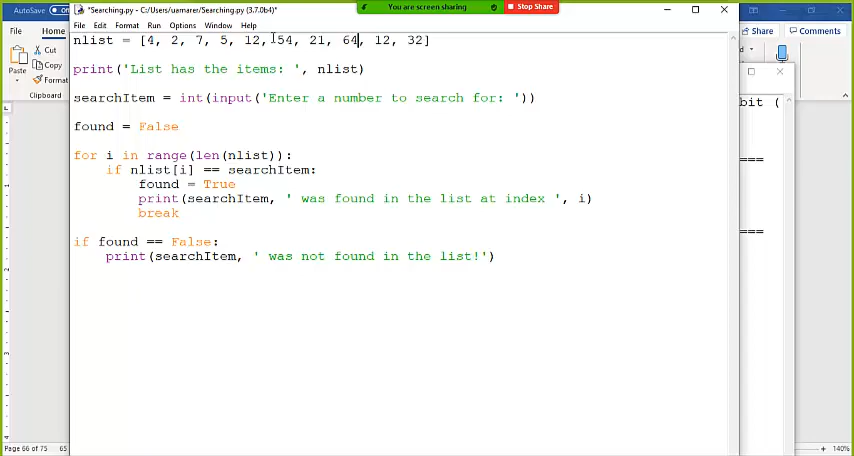 AutoSave
*Searching.py - C:/Users/uamarer/Searching.py (3.7.0b4)*
You are screen sharing
Stop Share
File Home
File Edit Format Run Options Window Help
Share
Comments
Paste
Cut
Copy
Format
Clipboard
nlist = [4, 2, 7, 5, 12, 54, 21, 64, 12, 32]
print('List has the items: ', nlist)
searchItem = int(input('Enter a number to search for: '))
found = False
for i in range(len(nlist)):
if nlist[i] == searchItem:
found = True
print(searchItem, ' was found in the list at index ', i)
break
if found == False:
print(searchItem, ' was not found in the list!')
bit (
===
===
Page 66 of 75
140%